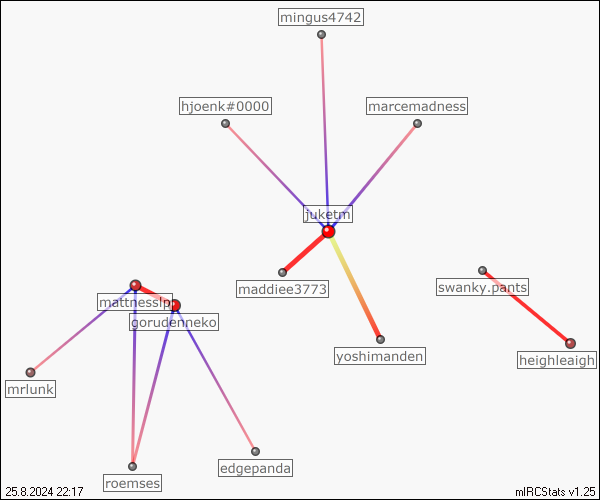 mingus4742
hjoenk#0000
marcemadness
juketm
maddiee3773
swanky.pants
mattnesslp
gorudenneko
yoshimanden
heighleaigh
mrlunk
edgepanda
roemses
25.8.2024 22:17
mIRCStats v1.25